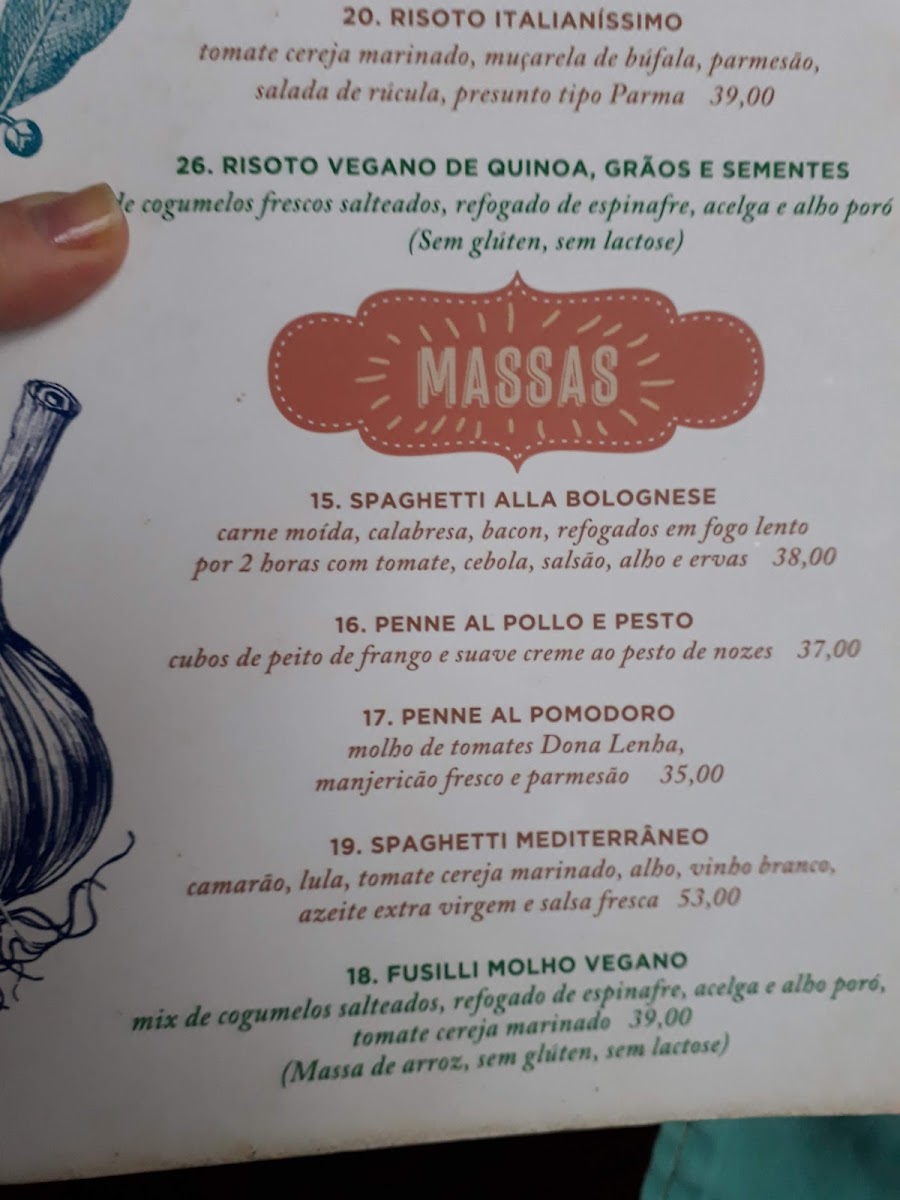 20. RISOTO ITALIANÍSSIMO
tomate cereja marinado, muçarela de búfala, parmesão,
salada de rúcula, presunto tipo Parma 39,00
26. RISOTO VEGANO DE QUINOA, GRÃOS E SEMENTES
de cogumelos frescos salteados, refogado de espinafre, acelga e alho poró
(Sem glúten, sem lactose)
MASSAS
15. SPAGHETTI ALLA BOLOGNESE
carne moída, calabresa, bacon, refogados em fogo lento
por 2 horas com tomate, cebola, salsão, alho e ervas 38,00
16. PENNE AL POLLO E PESTO
cubos de peito de frango e suave creme ao pesto de nozes 37,00
17. PENNE AL POMODORO
molho de tomates Dona Lenha,
manjericão fresco e parmesão 35,00
19. SPAGHETTI MEDITERRÂNEO
camarão, lula, tomate cereja marinado, alho, vinho branco,
azeite extra virgem e salsa fresca 53,00
18. FUSILLI MOLHO VEGANO
mix de cogumelos salteados, refogado de espinafre, acelga e alho poró,
tomate cereja marinado 39,00
(Massa de arroz, sem glúten, sem lactose)